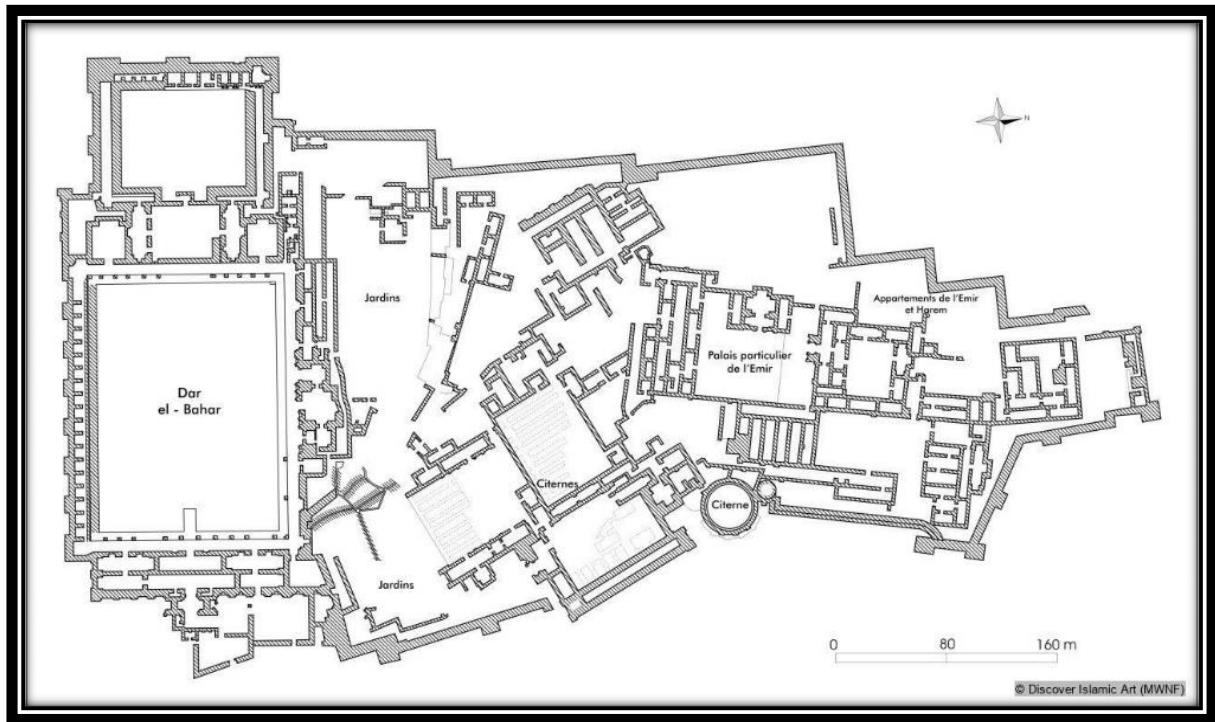 N
Jardins
Appartements de l'Emir
et Harem
Palais particulier
de l'Emir
Dar
el - Bahar
Citernes
Citerne
Jardins
0 80 160 m
© Discover Islamic Art (MWNF)